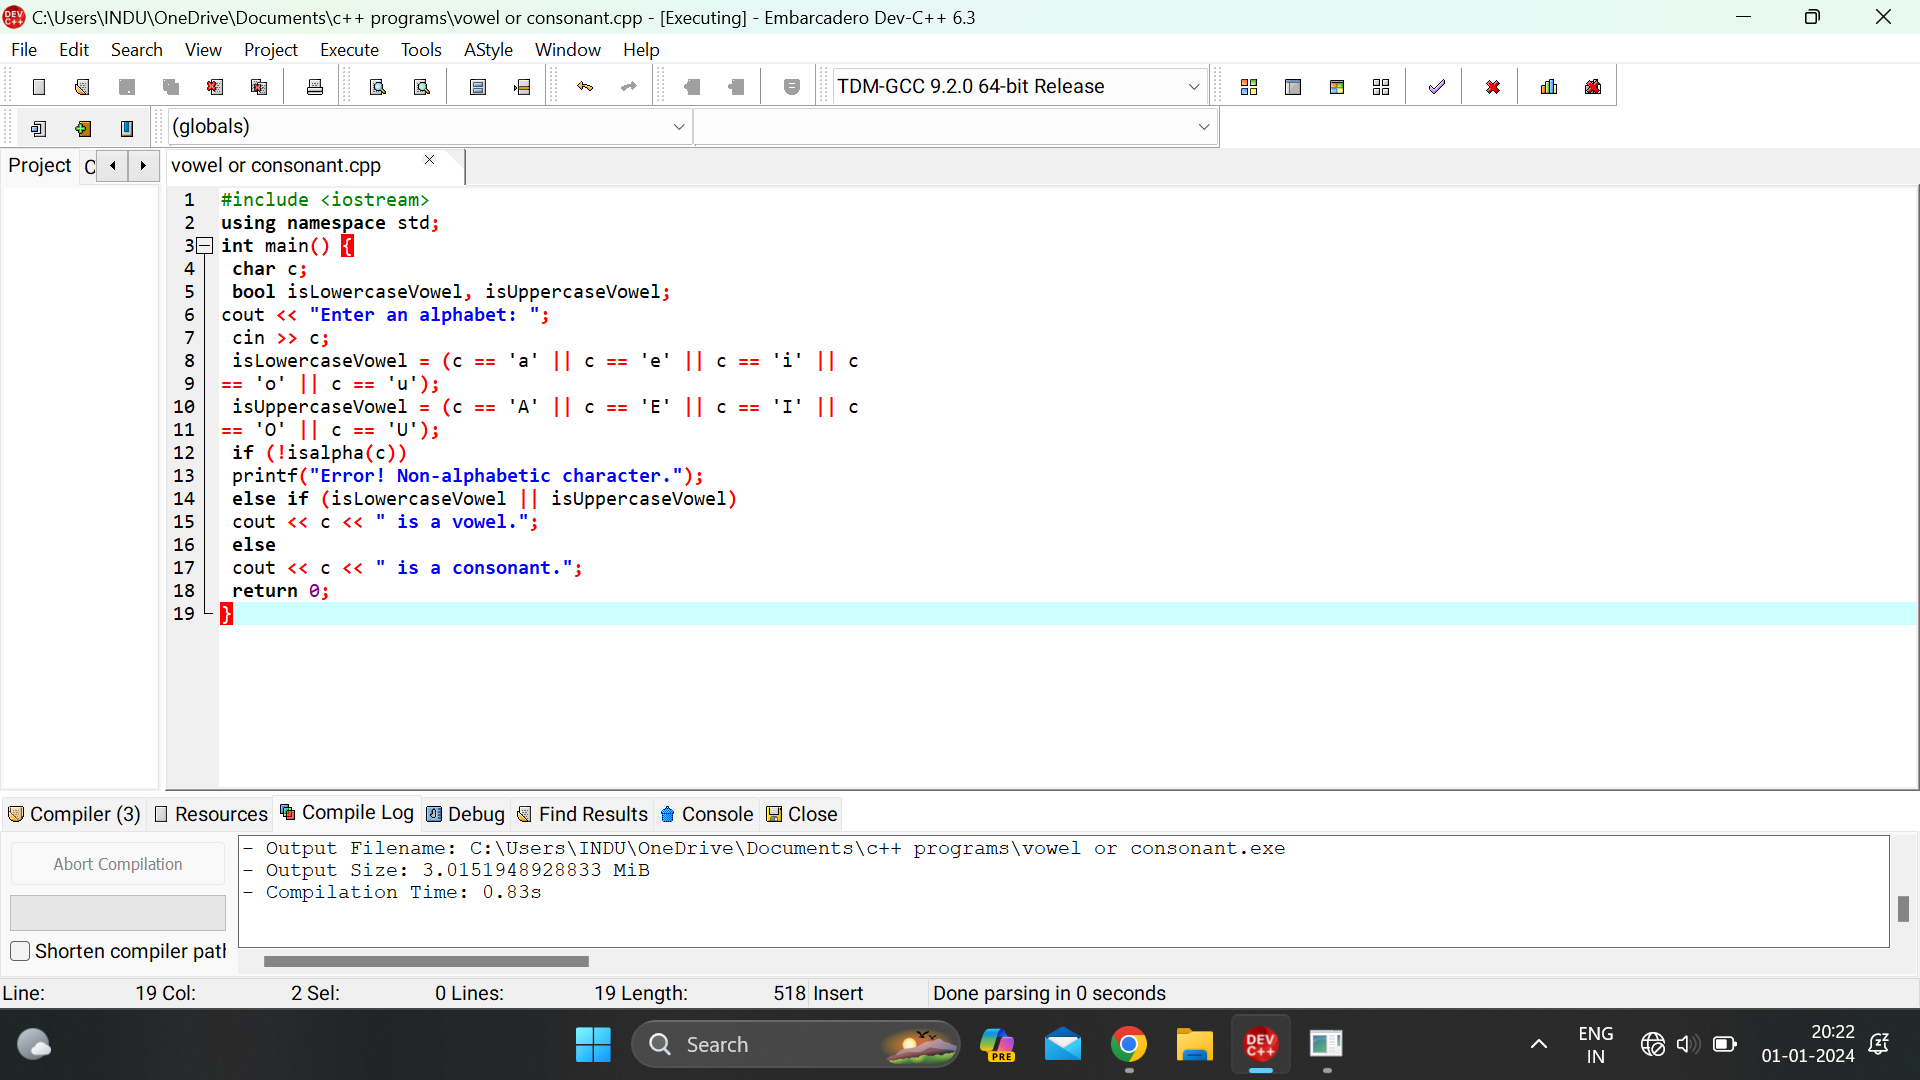 C:\Users\INDU\OneDrive\Documents\c++ programs\vowel or consonant.cpp - [Executing] - Embarcadero Dev-C++ 6.3
File Edit Search View Project Execute Tools AStyle Window Help
TDM-GCC 9.2.0 64-bit Release
(globals)
Project C vowel or consonant.cpp
1 #include <iostream>
2 using namespace std;
3 int main() {
4 char c;
5 bool isLowercaseVowel, isUppercaseVowel;
6 cout << "Enter an alphabet: ";
7 cin >> c;
8 isLowercaseVowel = (c == 'a' || c == 'e' || c == 'i' || c
9 == 'o' || c == 'u');
10 isUppercaseVowel = (c == 'A' || c == 'E' || c == 'I' || c
11 == 'O' || c == 'U');
12 if (!isalpha(c))
13 printf("Error! Non-alphabetic character.");
14 else if (isLowercaseVowel || isUppercaseVowel)
15 cout << c << " is a vowel.";
16 else
17 cout << c << " is a consonant.";
18 return 0;
19 }
Compiler (3) Resources Compile Log Debug Find Results Console Close
Abort Compilation
Shorten compiler path
- Output Filename: C:\Users\INDU\OneDrive\Documents\c++ programs\vowel or consonant.exe
- Output Size: 3.0151948928833 MiB
- Compilation Time: 0.83s
Line: 19 Col: 2 Sel: 0 Lines: 19 Length: 518 Insert Done parsing in 0 seconds
Search
PRE
DEV C++
ENG
IN
20:22
01-01-2024